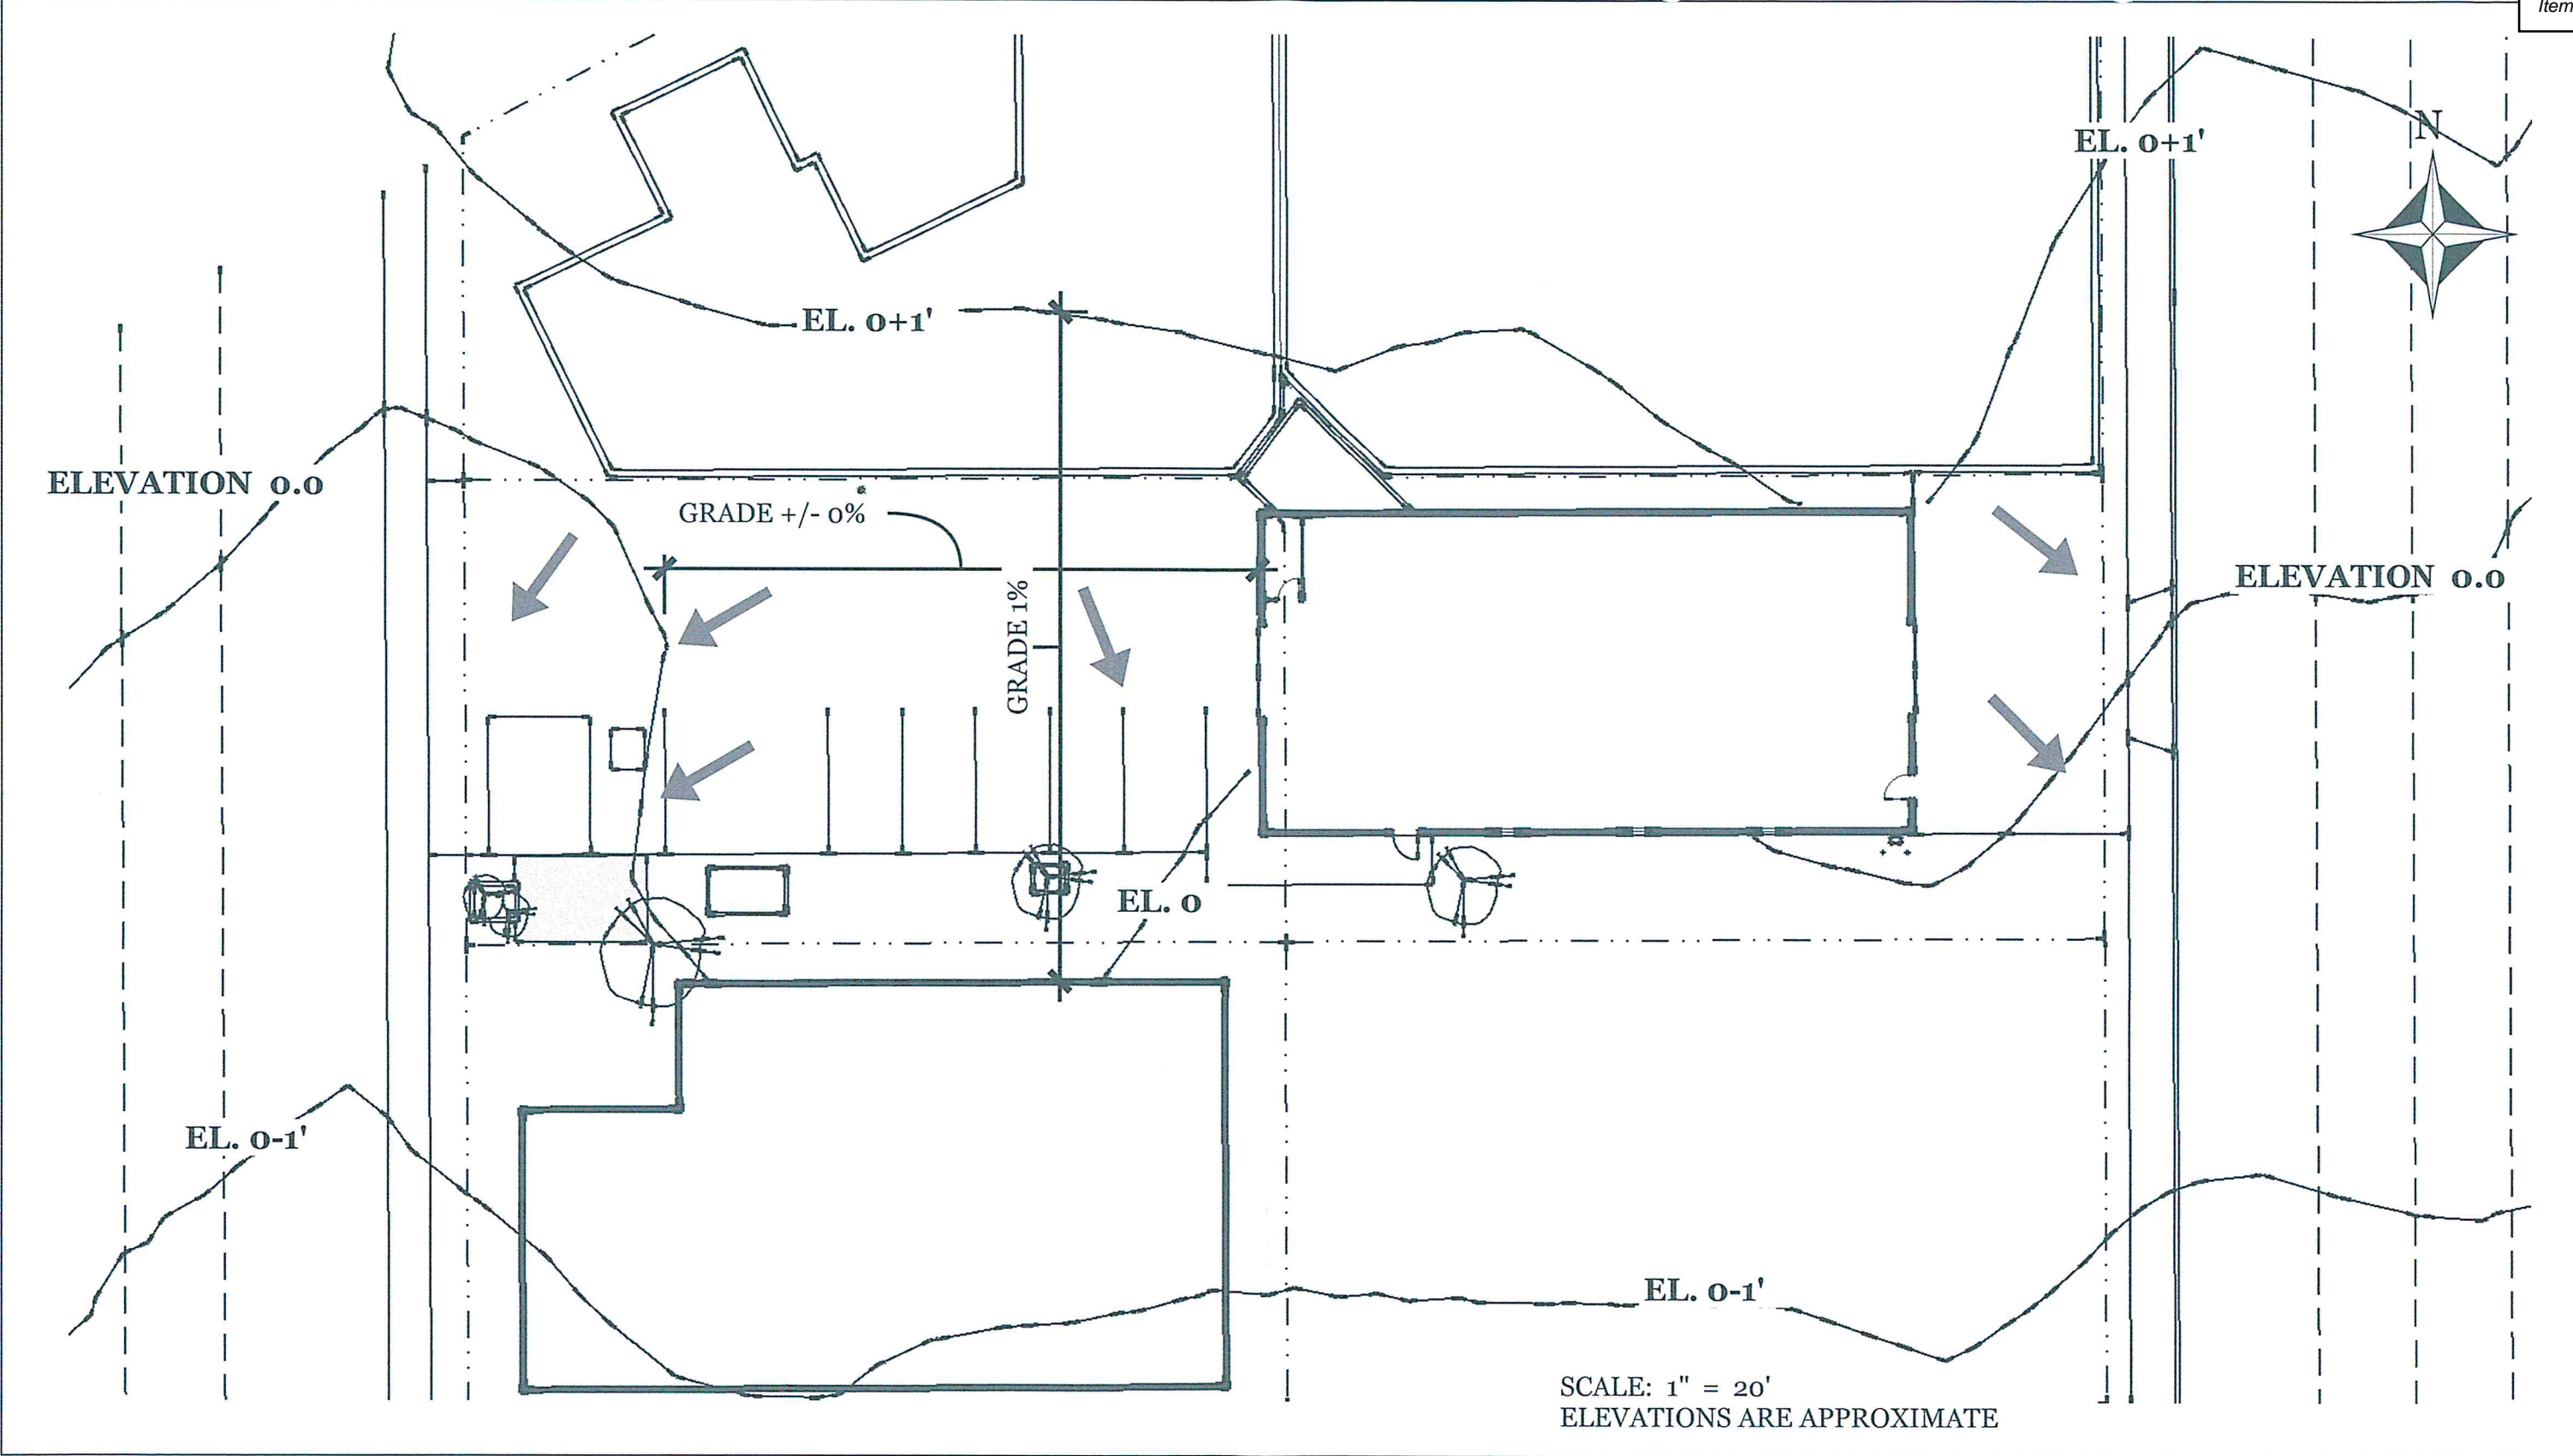 Item
N
EL. 0+1'
EL. 0+1'
ELEVATION 0.0
GRADE +/- 0%
ELEVATION 0.0
GRADE 1%
EL. 0
EL. 0-1'
EL. 0-1'
SCALE: 1" = 20'
ELEVATIONS ARE APPROXIMATE